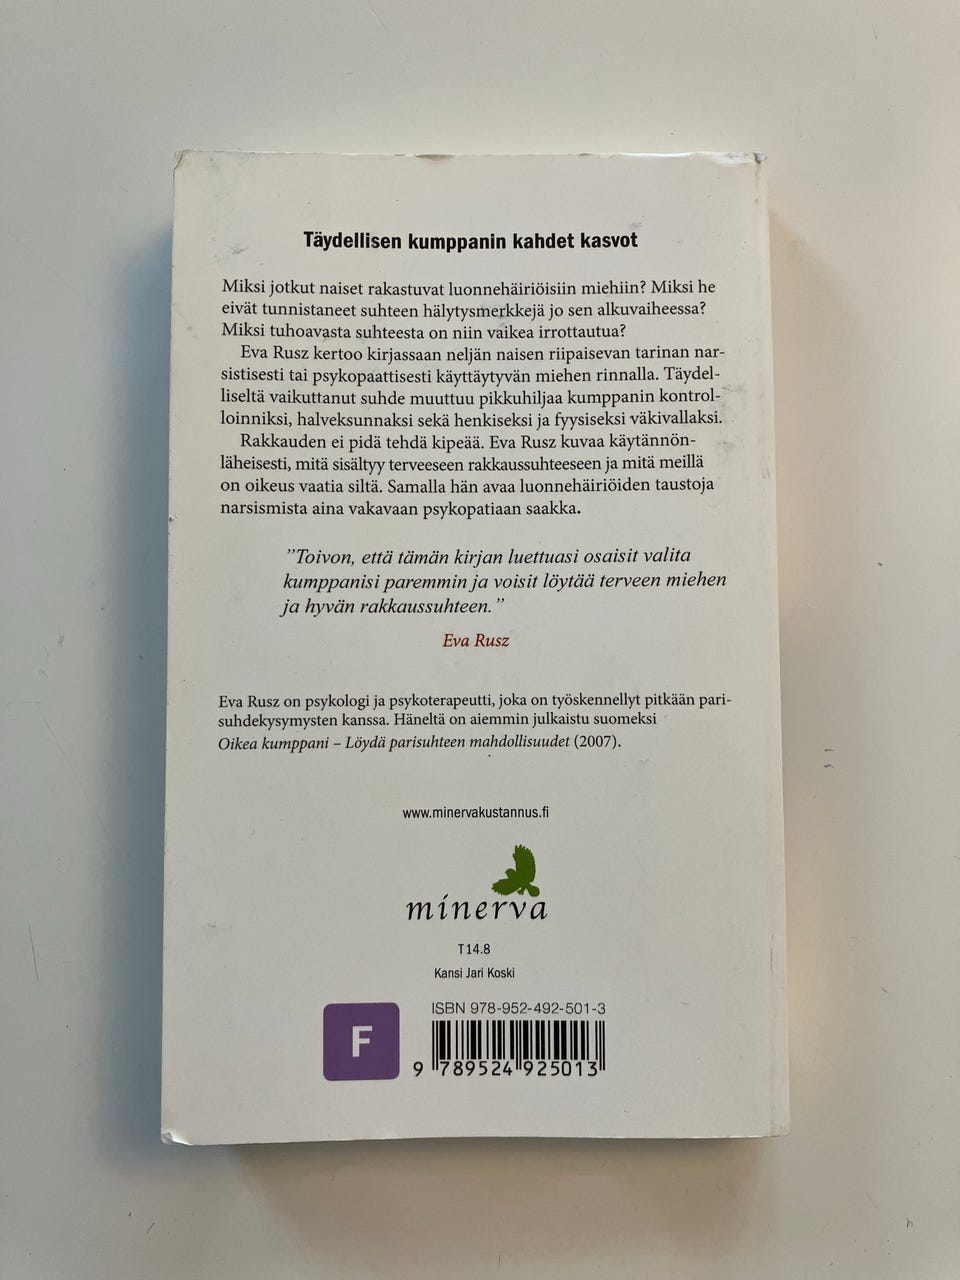 Täydellisen kumppanin kahdet kasvot
Miksi jotkut naiset rakastuvat luonnehäiriöisiin miehiin? Miksi he
eivät tunnistaneet suhteen hälytysmerkkejä jo sen alkuvaiheessa?
Miksi tuhoavasta suhteesta on niin vaikea irrottautua?
Eva Rusz kertoo kirjassaan neljän naisen riipaisevan tarinan nar-
sistisesti tai psykopaattisesti käyttäytyvän miehen rinnalla. Täydel-
liseltä vaikuttanut suhde muuttuu pikkuhiljaa kumppanin kontrol-
loinniksi, halveksunnaksi sekä henkiseksi ja fyysiseksi väkivallaksi.
Rakkauden ei pidä tehdä kipeää. Eva Rusz kuvaa käytännön-
läheisesti, mitä sisältyy terveeseen rakkaussuhteeseen ja mitä meillä
on oikeus vaatia siltä. Samalla hän avaa luonnehäiriöiden taustoja
narsismista aina vakavaan psykopatiaan saakka.
"Toivon, että tämän kirjan luettuasi osaisit valita
kumppanisi paremmin ja voisit löytää terveen miehen
ja hyvän rakkaussuhteen."
Eva Rusz
Eva Rusz on psykologi ja psykoterapeutti, joka on työskennellyt pitkään pari-
suhdekysymysten kanssa. Häneltä on aiemmin julkaistu suomeksi
Oikea kumppani – Löydä parisuhteen mahdollisuudet (2007).
www.minervakustannus.fi
minerva
T 14.8
Kansi Jari Koski
ISBN 978-952-492-501-3
F
9 789524 925013